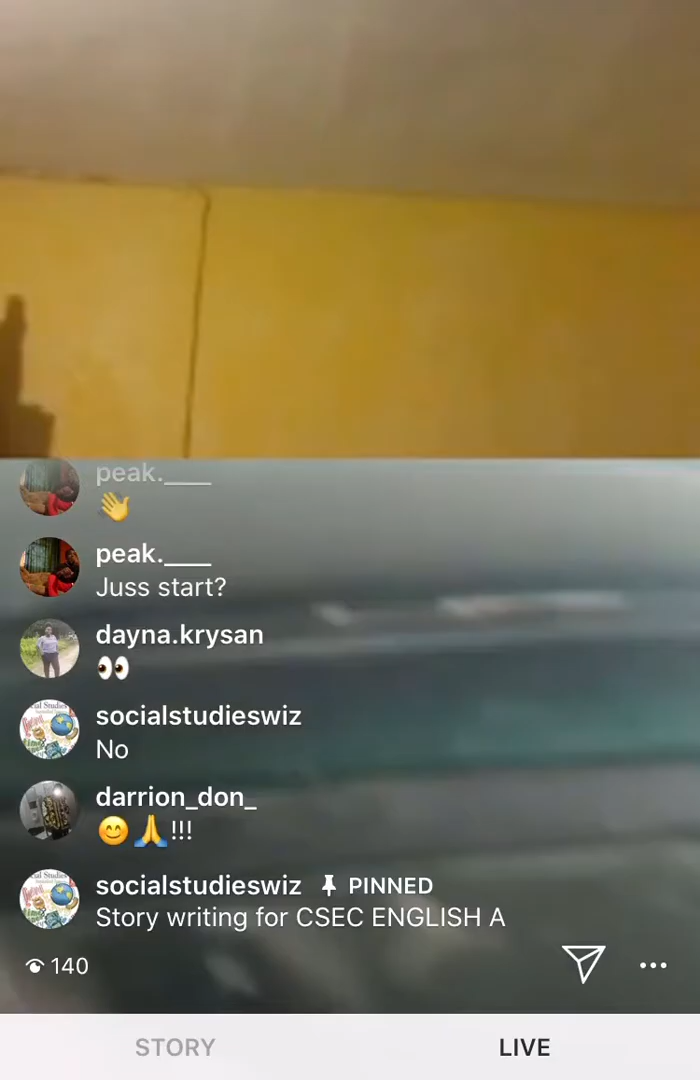 peak.____
👋
peak.____
Juss start?
dayna.krysan
👀
socialstudieswiz
No
darrion_don_
😊🙏!!!
socialstudieswiz PINNED
Story writing for CSEC ENGLISH A
140
STORY LIVE